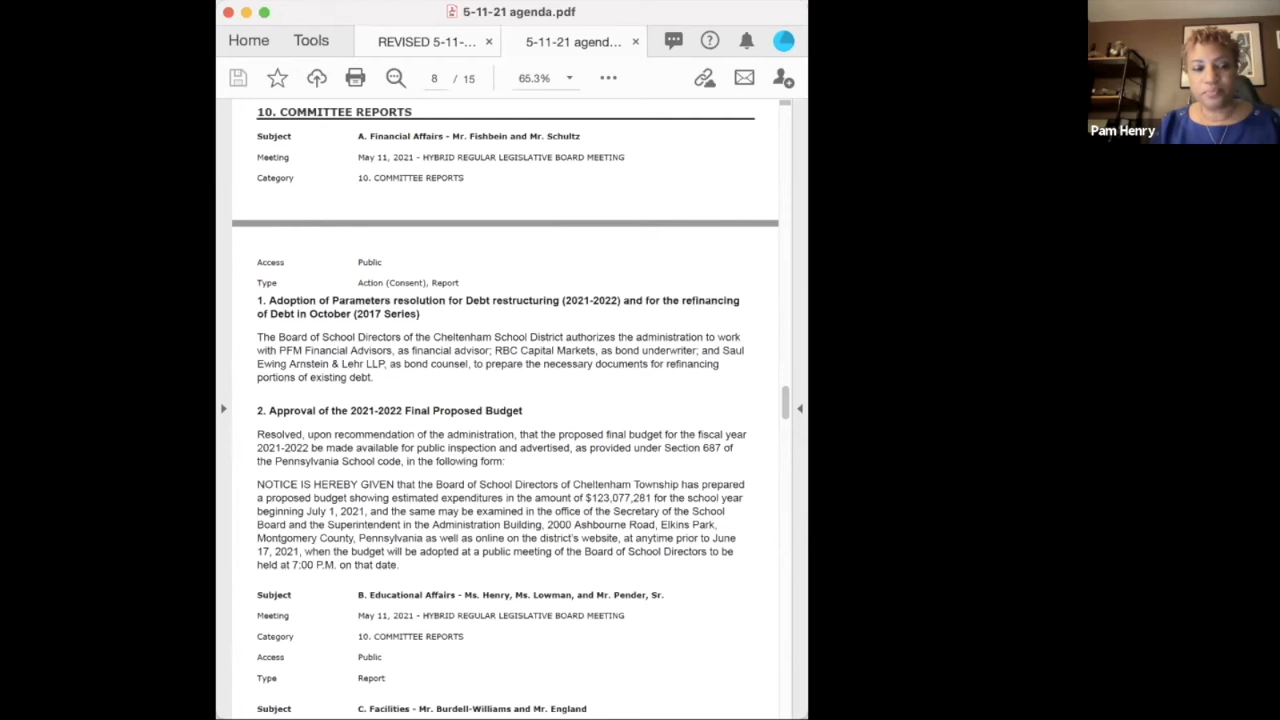 5-11-21 agenda.pdf
Home Tools REVISED 5-11-... × 5-11-21 agend... ×
8 / 15 65.3%
10. COMMITTEE REPORTS
Subject A. Financial Affairs - Mr. Fishbein and Mr. Schultz
Meeting May 11, 2021 - HYBRID REGULAR LEGISLATIVE BOARD MEETING
Category 10. COMMITTEE REPORTS
Access Public
Type Action (Consent), Report
1. Adoption of Parameters resolution for Debt restructuring (2021-2022) and for the refinancing
of Debt in October (2017 Series)
The Board of School Directors of the Cheltenham School District authorizes the administration to work
with PFM Financial Advisors, as financial advisor; RBC Capital Markets, as bond underwriter; and Saul
Ewing Arnstein & Lehr LLP, as bond counsel, to prepare the necessary documents for refinancing
portions of existing debt.
2. Approval of the 2021-2022 Final Proposed Budget
Resolved, upon recommendation of the administration, that the proposed final budget for the fiscal year
2021-2022 be made available for public inspection and advertised, as provided under Section 687 of
the Pennsylvania School code, in the following form:
NOTICE IS HEREBY GIVEN that the Board of School Directors of Cheltenham Township has prepared
a proposed budget showing estimated expenditures in the amount of $123,077,281 for the school year
beginning July 1, 2021, and the same may be examined in the office of the Secretary of the School
Board and the Superintendent in the Administration Building, 2000 Ashbourne Road, Elkins Park,
Montgomery County, Pennsylvania as well as online on the district's website, at anytime prior to June
17, 2021, when the budget will be adopted at a public meeting of the Board of School Directors to be
held at 7:00 P.M. on that date.
Subject B. Educational Affairs - Ms. Henry, Ms. Lowman, and Mr. Pender, Sr.
Meeting May 11, 2021 - HYBRID REGULAR LEGISLATIVE BOARD MEETING
Category 10. COMMITTEE REPORTS
Access Public
Type Report
Subject C. Facilities - Mr. Burdell-Williams and Mr. England
Pam Henry